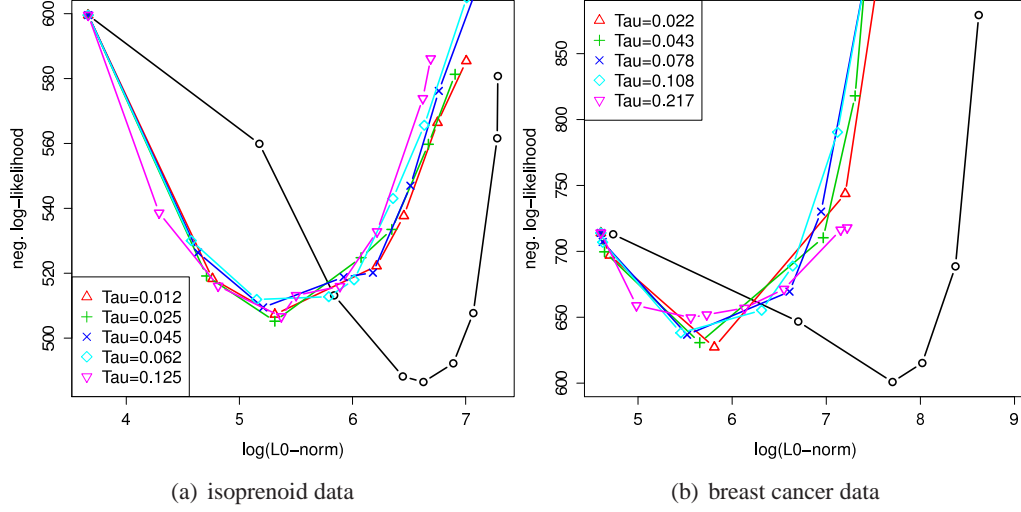 neg. log−likelihood
600
580
560
540
520
500
Tau=0.012
Tau=0.025
Tau=0.045
Tau=0.062
Tau=0.125
4 5 6 7
log(L0−norm)
(a) isoprenoid data
neg. log−likelihood
850
800
750
700
650
600
Tau=0.022
Tau=0.043
Tau=0.078
Tau=0.108
Tau=0.217
5 6 7 8 9
log(L0−norm)
(b) breast cancer data